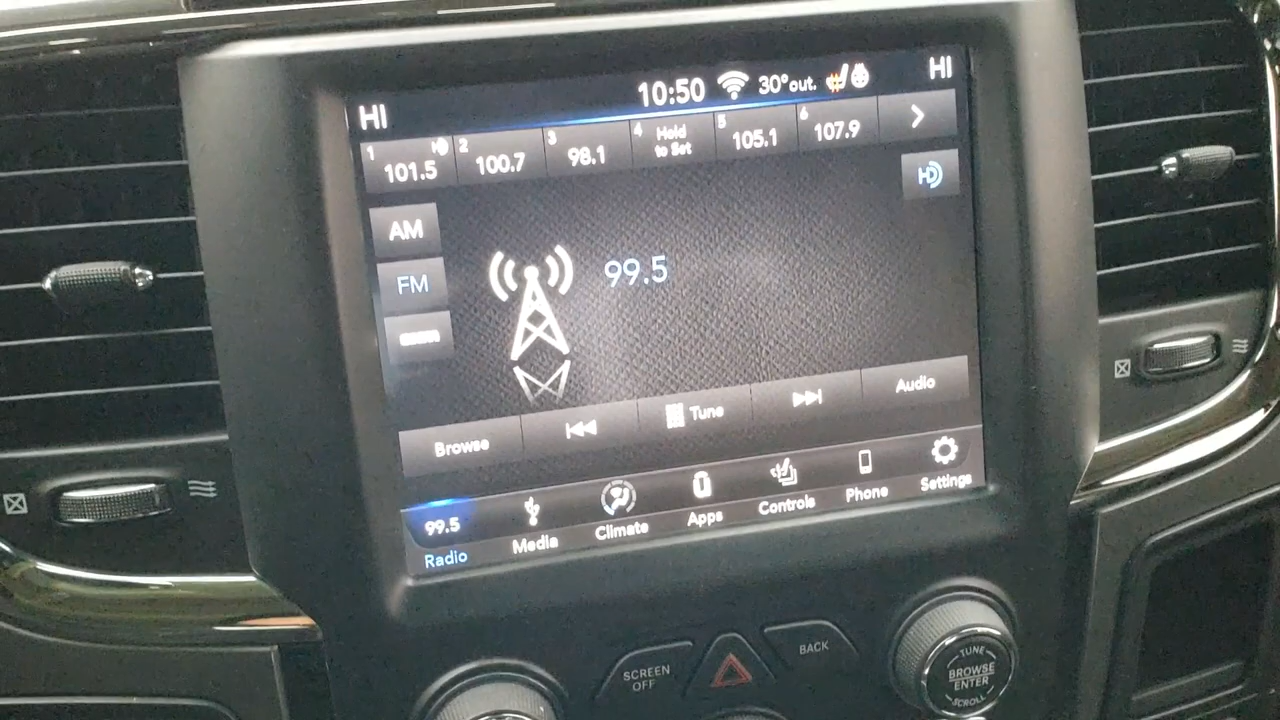 HI
10:50
30° out.
HI
1 101.5
2 100.7
3 98.1
4 Hold to Set
5 105.1
6 107.9
HD
AM
FM
99.5
Browse
Tune
Audio
99.5
Radio
Media
Climate
Apps
Controls
Phone
Settings
SCREEN
OFF
BACK
TUNE
BROWSE
ENTER
SCROLL